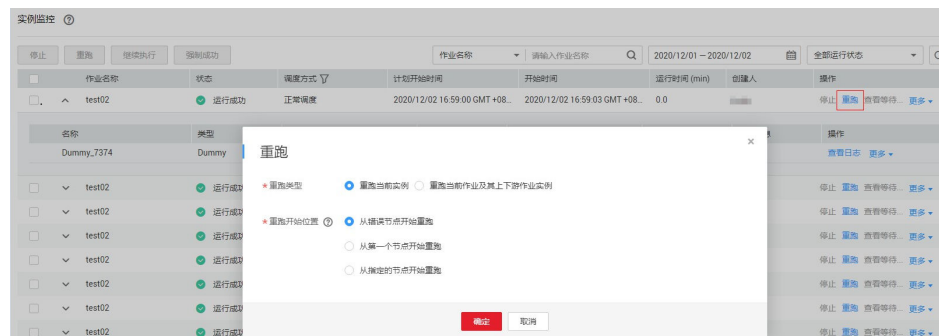 实例监控
停止 重跑 继续执行 强制成功 作业名称 请输入作业名称 2020/12/01 – 2020/12/02 全部运行状态
作业名称 状态 调度方式 计划开始时间 开始时间 运行时间 (min) 创建人 操作
test02 运行成功 正常调度 2020/12/02 16:59:00 GMT +08... 2020/12/02 16:59:03 GMT +08... 0.0 停止 重跑 查看等待... 更多
名称 类型 操作
Dummy_7374 Dummy 查看日志 更多
重跑
test02 运行成功 *重跑类型 重跑当前实例 重跑当前作业及其上下游作业实例 停止 重跑 查看等待... 更多
test02 运行成功 停止 重跑 查看等待... 更多
test02 运行成功 *重跑开始位置 从错误节点开始重跑 停止 重跑 查看等待... 更多
test02 运行成功 从第一个节点开始重跑 停止 重跑 查看等待... 更多
test02 运行成功 从指定的节点开始重跑 停止 重跑 查看等待... 更多
test02 运行成功 停止 重跑 查看等待... 更多
test02 运行成功 确定 取消 停止 重跑 查看等待... 更多